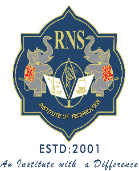 RNS
INSTITUTE OF TECHNOLOGY
ESTD:2001
An Institute with a Difference